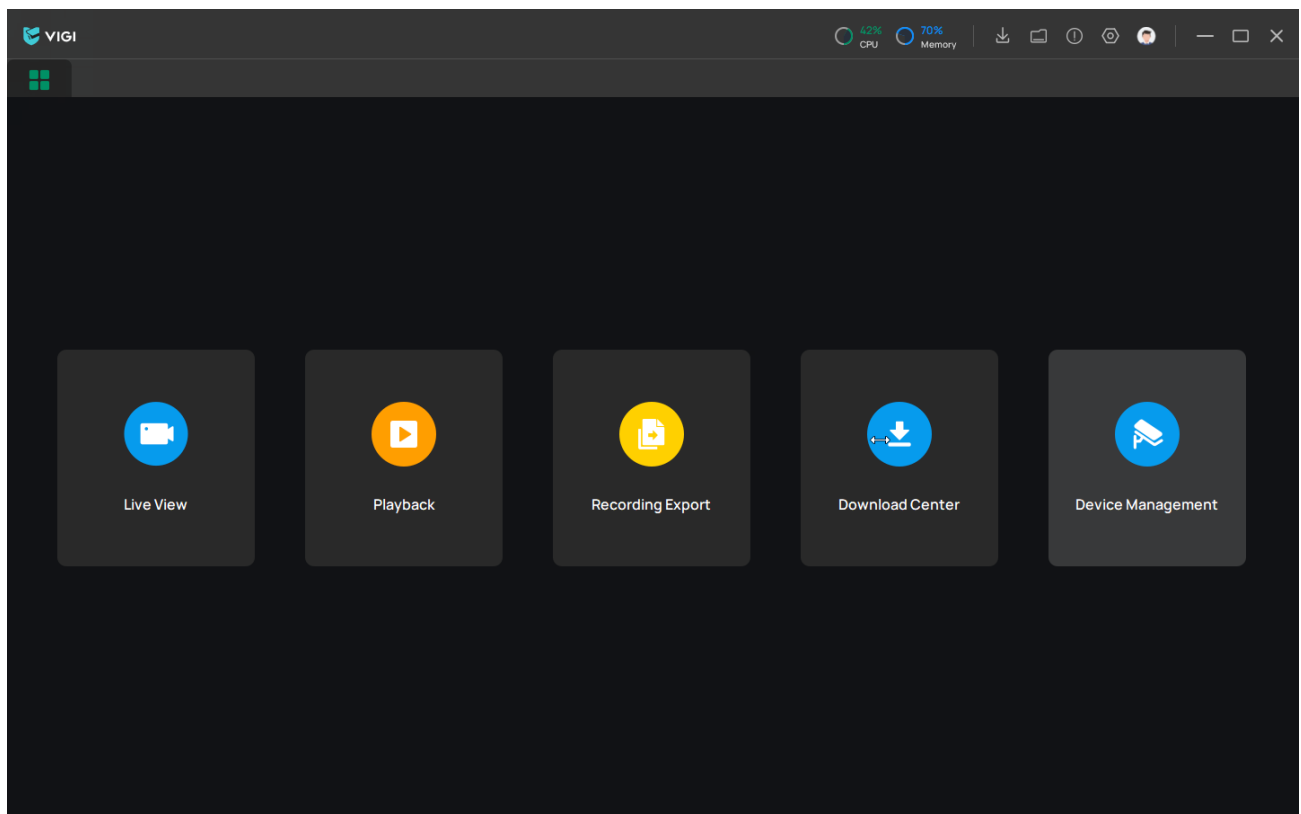 VIGI
42%
CPU
70%
Memory
Live View
Playback
Recording Export
Download Center
Device Management